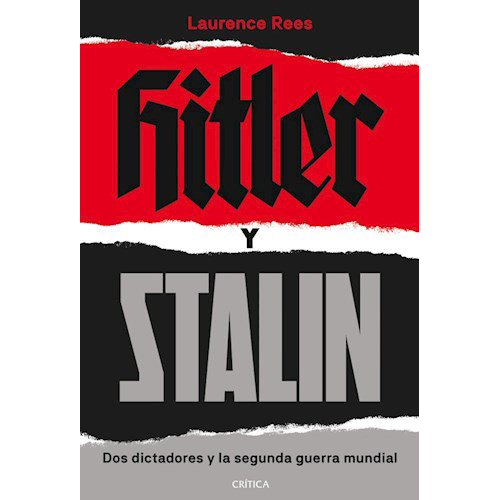 Laurence Rees
Hitler
Y
STALIN
Dos dictadores y la segunda guerra mundial
CRÍTICA